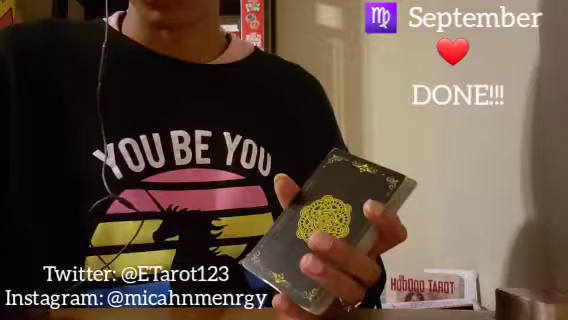 ♍ September
❤️
DONE!!!
YOU BE YOU
Twitter: @ETarot123
Instagram: @micahnmenrgy
HOODOO TAROT